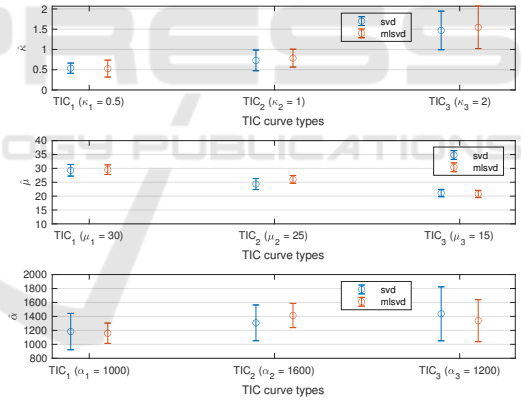 2
1.5
1
0.5
0
κ̂
svd
mlsvd
TIC1 (κ1 = 0.5)
TIC2 (κ2 = 1)
TIC3 (κ3 = 2)
TIC curve types
40
35
30
25
20
15
10
μ̂
svd
mlsvd
TIC1 (μ1 = 30)
TIC2 (μ2 = 25)
TIC3 (μ3 = 15)
TIC curve types
2000
1800
1600
1400
1200
1000
800
α̂
svd
mlsvd
TIC1 (α1 = 1000)
TIC2 (α2 = 1600)
TIC3 (α3 = 1200)
TIC curve types
PRESS
OGY PUBLICATIONS